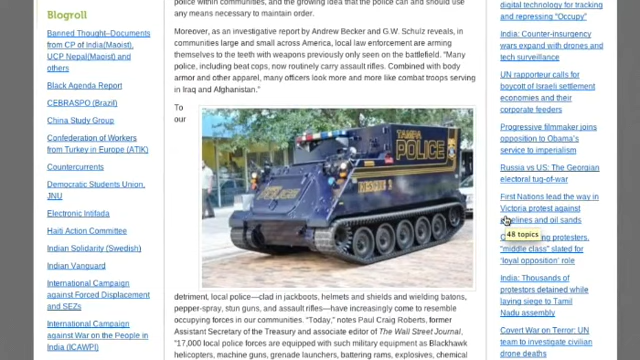 Blogroll
Banned Thought–Documents
from CP of India(Maoist),
UCP Nepal(Maoist) and
others
Black Agenda Report
CEBRASPO (Brazil)
China Study Group
Confederation of Workers
from Turkey in Europe (ATIK)
Countercurrents
Democratic Students Union,
JNU
Electronic Intifada
Haiti Action Committee
Indian Solidarity (Swedish)
Indian Vanguard
International Campaign
against Forced Displacement
and SEZs
International Campaign
against War on the People in
India (ICAWPI)
police within communities, and the growing idea that the police can and should use
any means necessary to maintain order.
Moreover, as an investigative report by Andrew Becker and G.W. Schulz reveals, in
communities large and small across America, local law enforcement are arming
themselves to the teeth with weapons previously only seen on the battlefield. “Many
police, including beat cops, now routinely carry assault rifles. Combined with body
armor and other apparel, many officers look more and more like combat troops serving
in Iraq and Afghanistan.”
To
our
TAMPA
POLICE
RESCUE 2
detriment, local police—clad in jackboots, helmets and shields and wielding batons,
pepper-spray, stun guns, and assault rifles—have increasingly come to resemble
occupying forces in our communities. “Today,” notes Paul Craig Roberts, former
Assistant Secretary of the Treasury and associate editor of The Wall Street Journal,
“17,000 local police forces are equipped with such military equipment as Blackhawk
helicopters, machine guns, grenade launchers, battering rams, explosives, chemical
digital technology for tracking
and repressing “Occupy”
India: Counter-insurgency
wars expand with drones and
tech surveillance
UN rapporteur calls for
boycott of Israeli settlement
economies and their
corporate feeders
Progressive filmmaker joins
opposition to Obama’s
service to imperialism
Russia vs US: The Georgian
electoral tug-of-war
First Nations lead the way in
Victoria protest against
pipelines and oil sands
48 topics
protesters,
“middle class” slated for
‘loyal opposition’ role
India: Thousands of
protesters detained while
laying siege to Tamil
Nadu assembly
Covert War on Terror: UN
team to investigate civilian
drone deaths